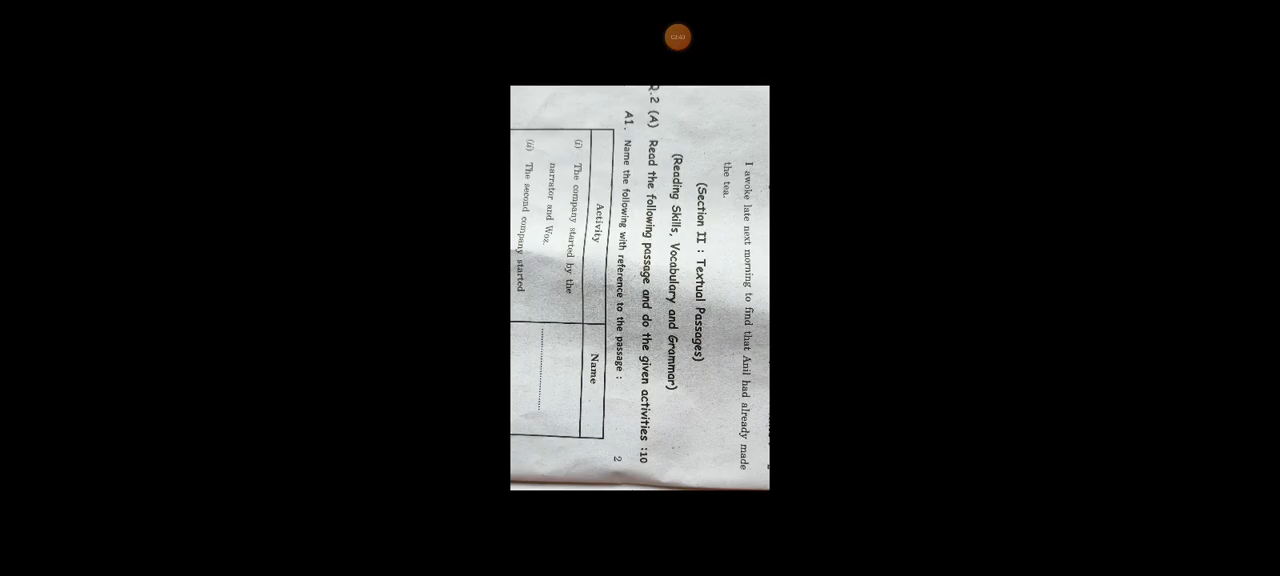 I awoke late next morning to find that Anil had already made
the tea.
(Section II : Textual Passages)
(Reading Skills, Vocabulary and Grammar)
Q.2 (A) Read the following passage and do the given activities :10
A1. Name the following with reference to the passage : 2
Activity Name
(i) The company started by the
narrator and Woz. ........................
(ii) The second company started